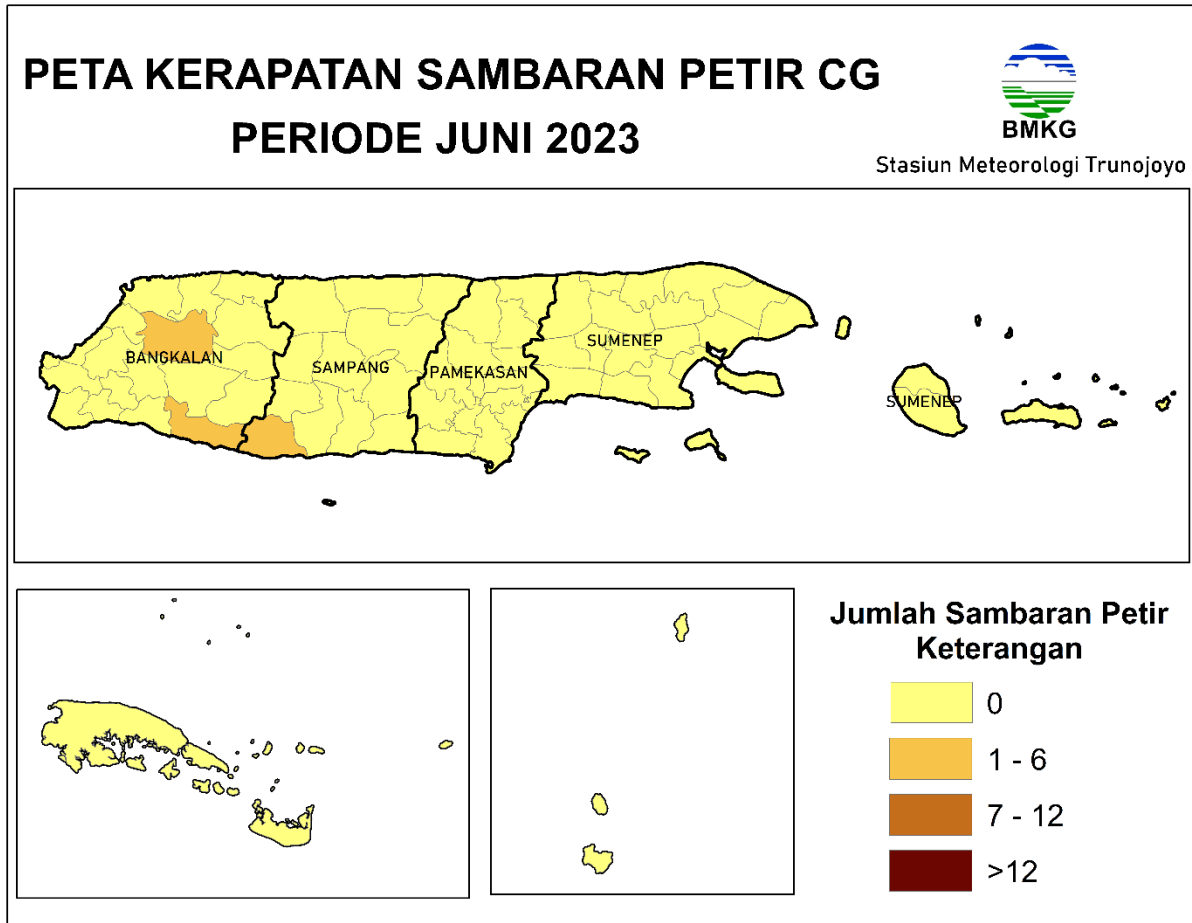 PETA KERAPATAN SAMBARAN PETIR CG
PERIODE JUNI 2023
BMKG
Stasiun Meteorologi Trunojoyo
BANGKALAN
SAMPANG
PAMEKASAN
SUMENEP
SUMENEP
Jumlah Sambaran Petir
Keterangan
0
1 - 6
7 - 12
>12